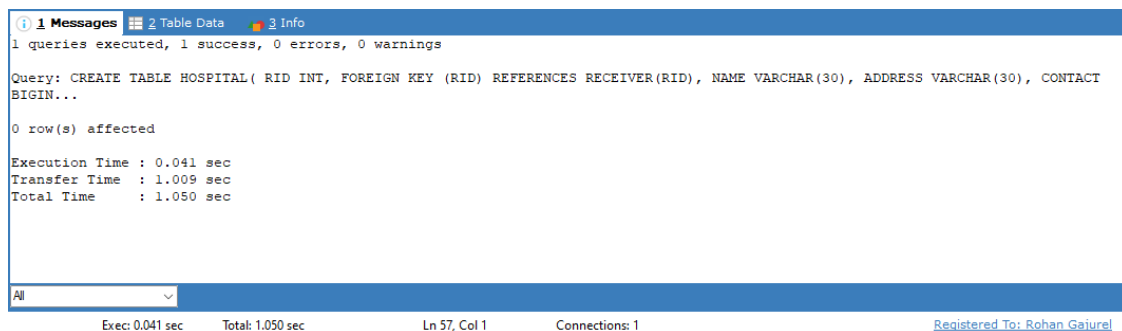 1 Messages 2 Table Data 3 Info
1 queries executed, 1 success, 0 errors, 0 warnings
Query: CREATE TABLE HOSPITAL( RID INT, FOREIGN KEY (RID) REFERENCES RECEIVER(RID), NAME VARCHAR(30), ADDRESS VARCHAR(30), CONTACT
BIGIN...
0 row(s) affected
Execution Time : 0.041 sec
Transfer Time : 1.009 sec
Total Time : 1.050 sec
All
Exec: 0.041 sec Total: 1.050 sec Ln 57, Col 1 Connections: 1 Registered To: Rohan Gajurel